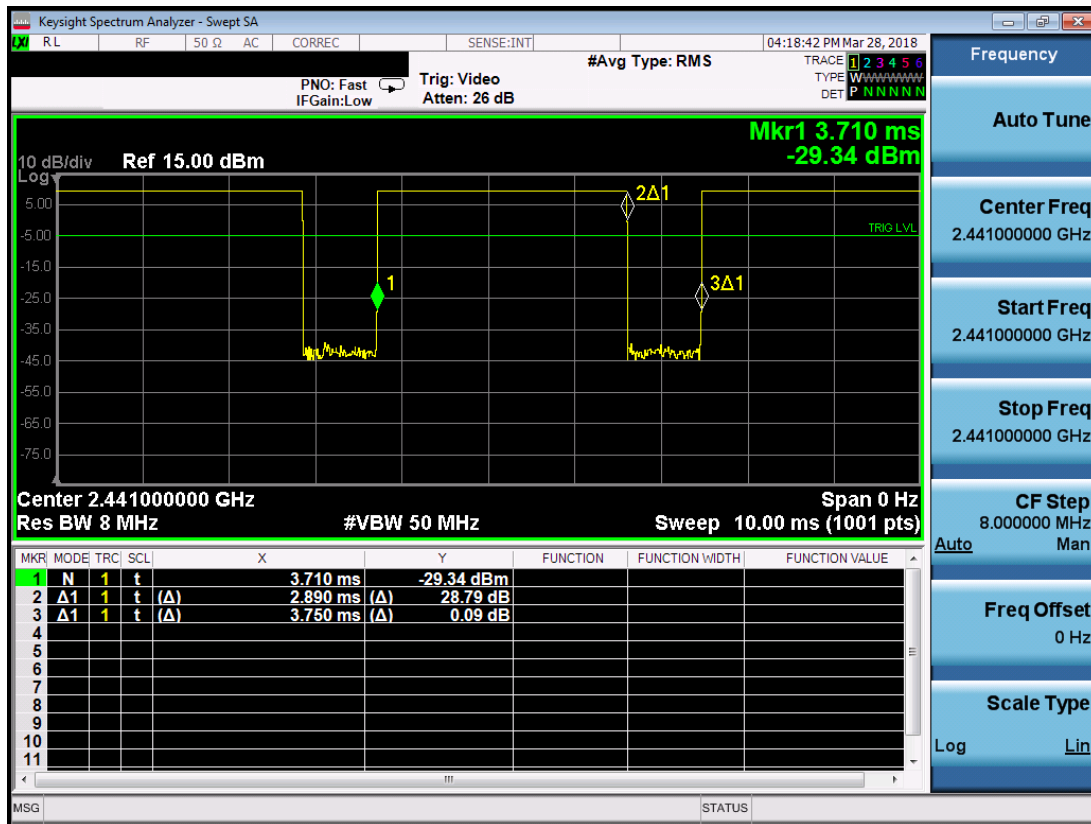 Keysight Spectrum Analyzer - Swept SA
LXI RL RF 50 Ω AC CORREC SENSE:INT 04:18:42 PM Mar 28, 2018
#Avg Type: RMS
PNO: Fast
IFGain:Low
Trig: Video
Atten: 26 dB
TRACE 1 2 3 4 5 6
TYPE WWWWWW
DET P N N N N N
Mkr1 3.710 ms
-29.34 dBm
10 dB/div Ref 15.00 dBm
Log
5.00
-5.00
-15.0
-25.0
-35.0
-45.0
-55.0
-65.0
-75.0
2Δ1
TRIG LVL
1
3Δ1
Center 2.441000000 GHz Span 0 Hz
Res BW 8 MHz #VBW 50 MHz Sweep 10.00 ms (1001 pts)
MKR MODE TRC SCL X Y FUNCTION FUNCTION WIDTH FUNCTION VALUE
1 N 1 t 3.710 ms -29.34 dBm
2 Δ1 1 t (Δ) 2.890 ms (Δ) 28.79 dB
3 Δ1 1 t (Δ) 3.750 ms (Δ) 0.09 dB
4
5
6
7
8
9
10
11
MSG STATUS
Frequency
Auto Tune
Center Freq
2.441000000 GHz
Start Freq
2.441000000 GHz
Stop Freq
2.441000000 GHz
CF Step
8.000000 MHz
Auto Man
Freq Offset
0 Hz
Scale Type
Log Lin